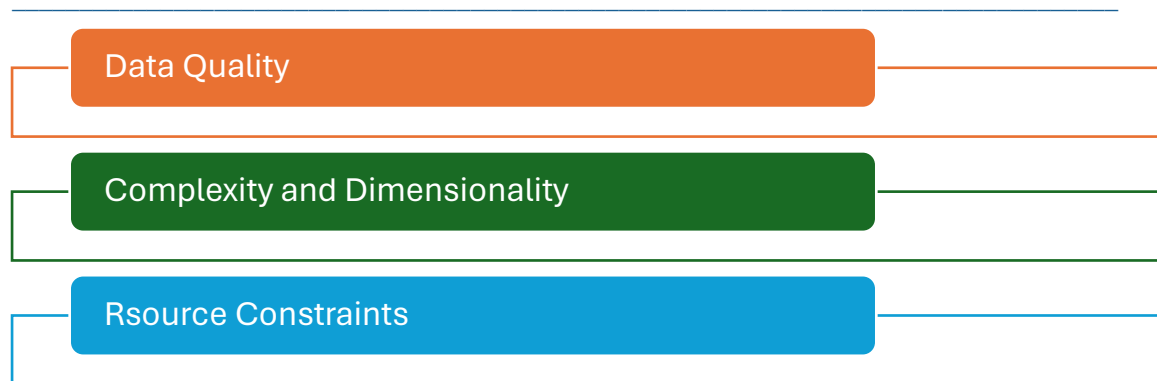 Data Quality
Complexity and Dimensionality
Rsource Constraints